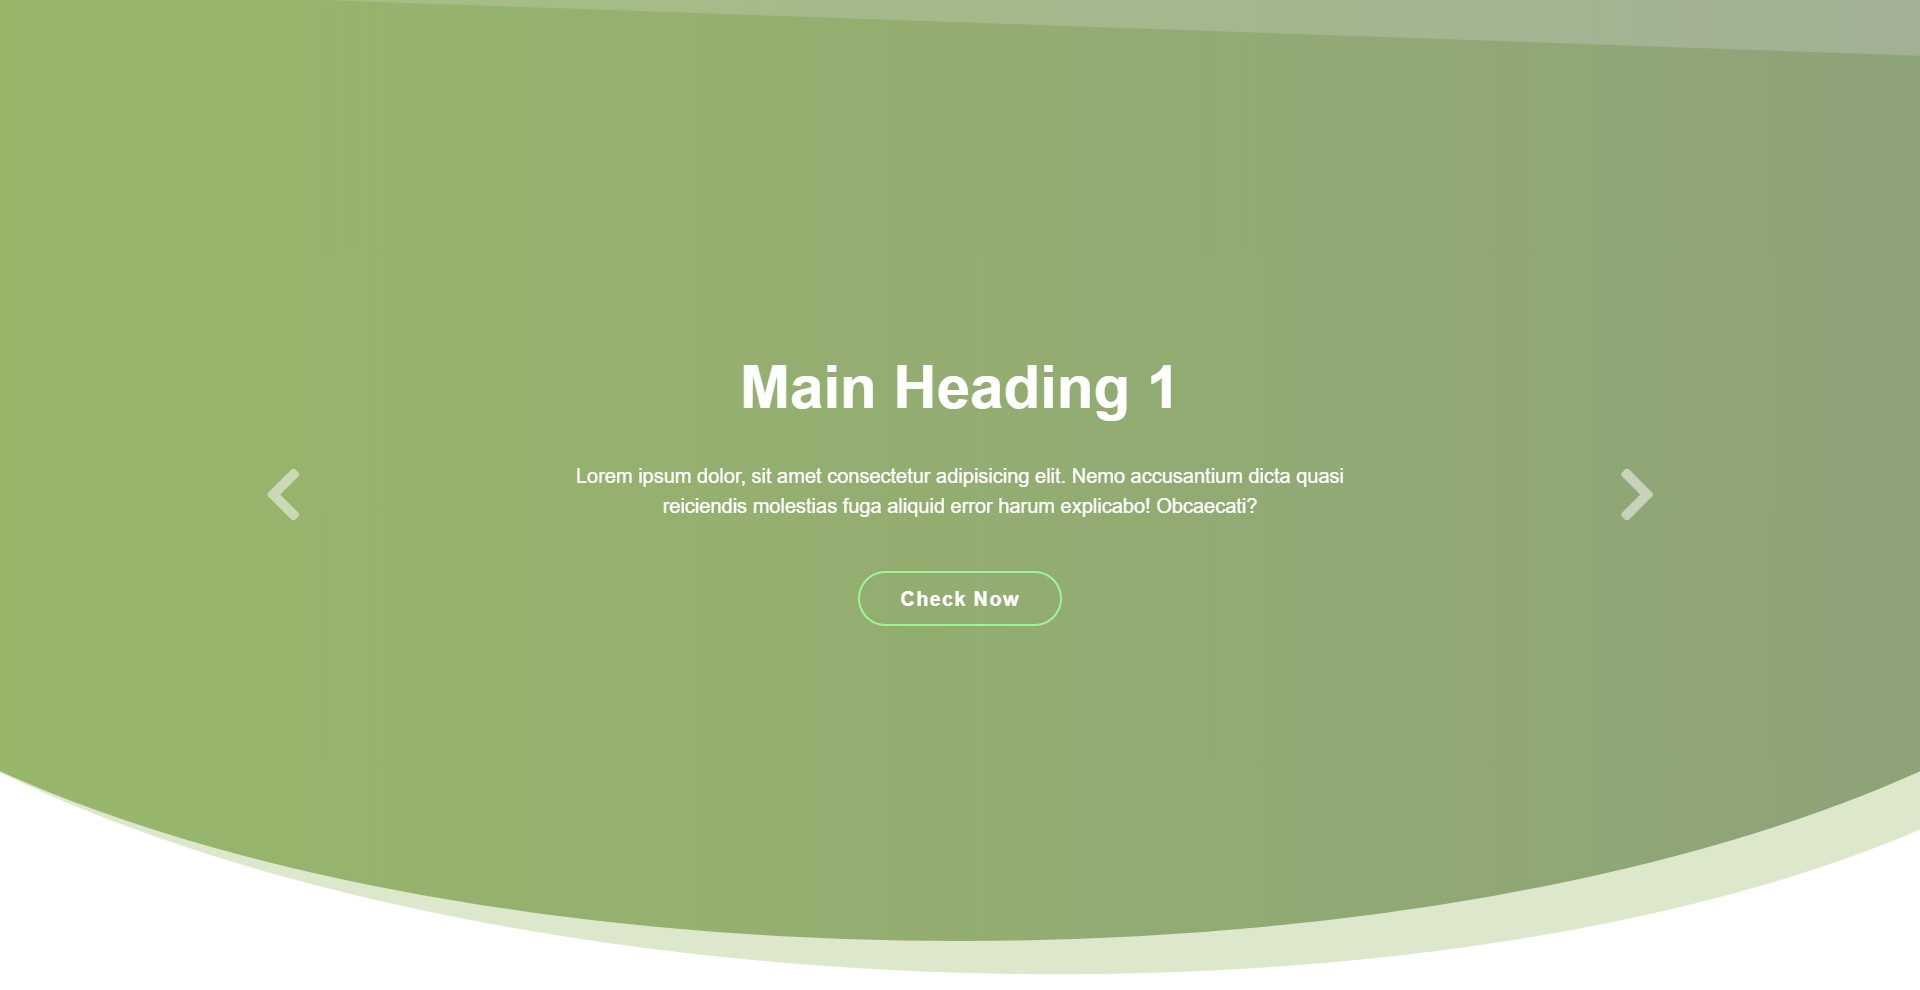 Main Heading 1
Lorem ipsum dolor, sit amet consectetur adipisicing elit. Nemo accusantium dicta quasi
reiciendis molestias fuga aliquid error harum explicabo! Obcaecati?
Check Now